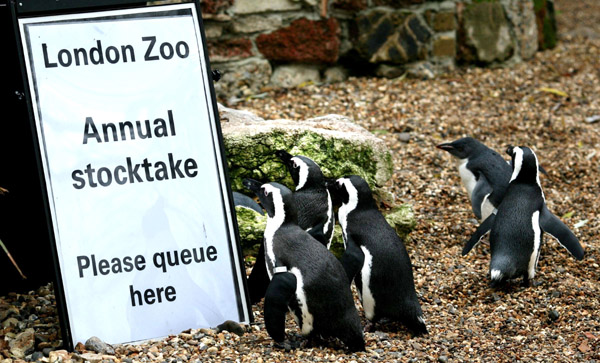 London Zoo
Annual
stocktake
Please queue
here